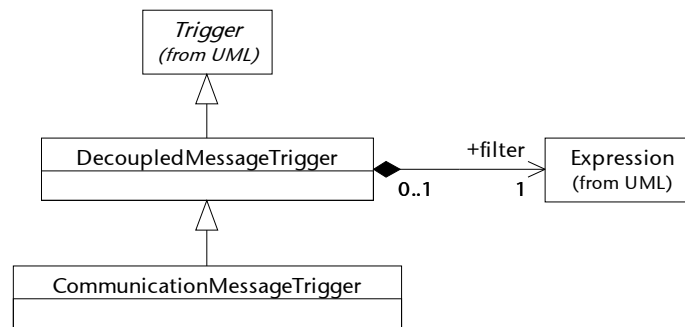 Trigger
(from UML)
DecoupledMessageTrigger
+filter
0..1
1
Expression
(from UML)
CommunicationMessageTrigger